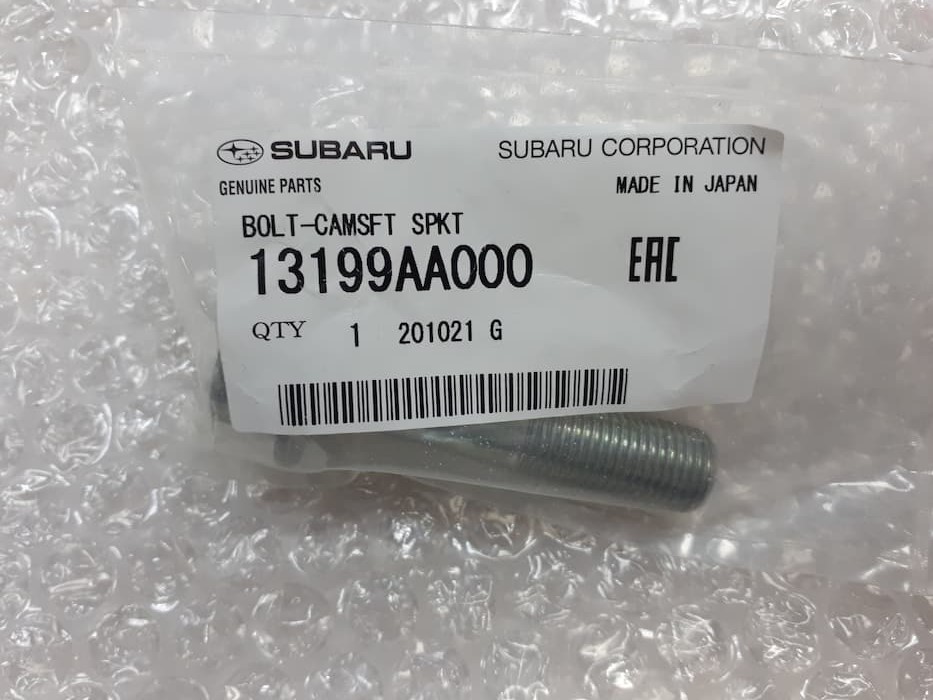 SUBARU SUBARU CORPORATION
GENUINE PARTS MADE IN JAPAN
BOLT-CAMSFT SPKT
13199AA000 EAC
QTY 1 201021 G